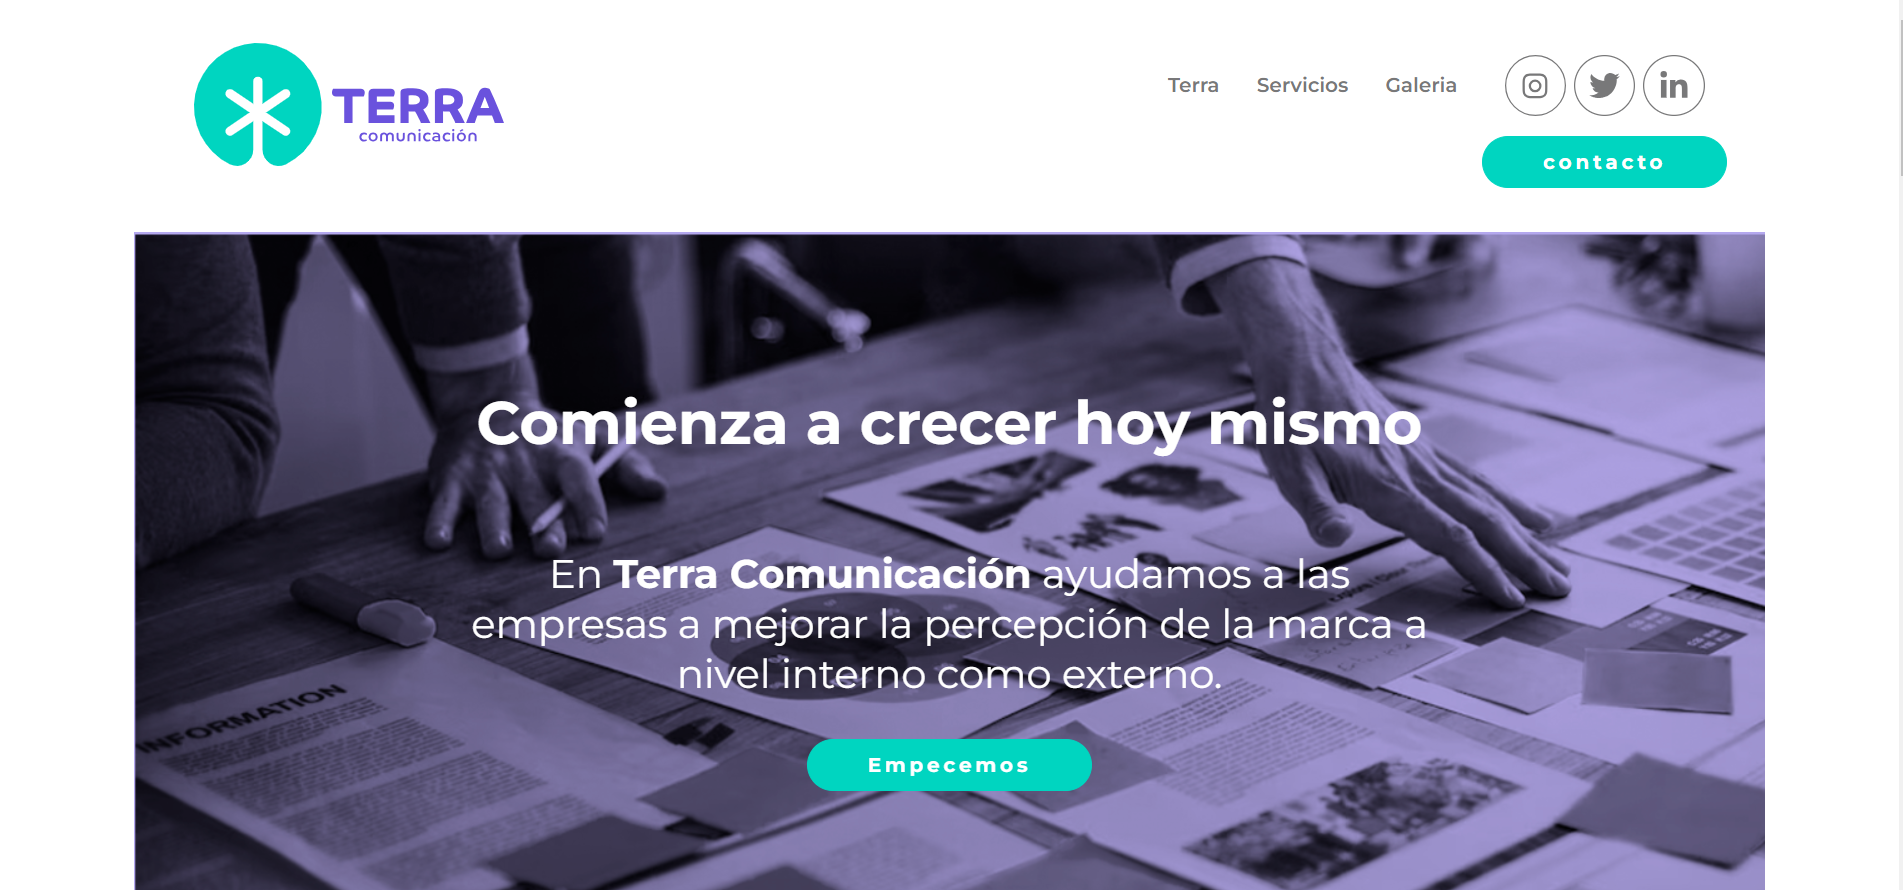 TERRA
comunicación
Terra Servicios Galeria
contacto
Comienza a crecer hoy mismo
En Terra Comunicación ayudamos a las
empresas a mejorar la percepción de la marca a
nivel interno como externo.
INFORMATION
Empecemos